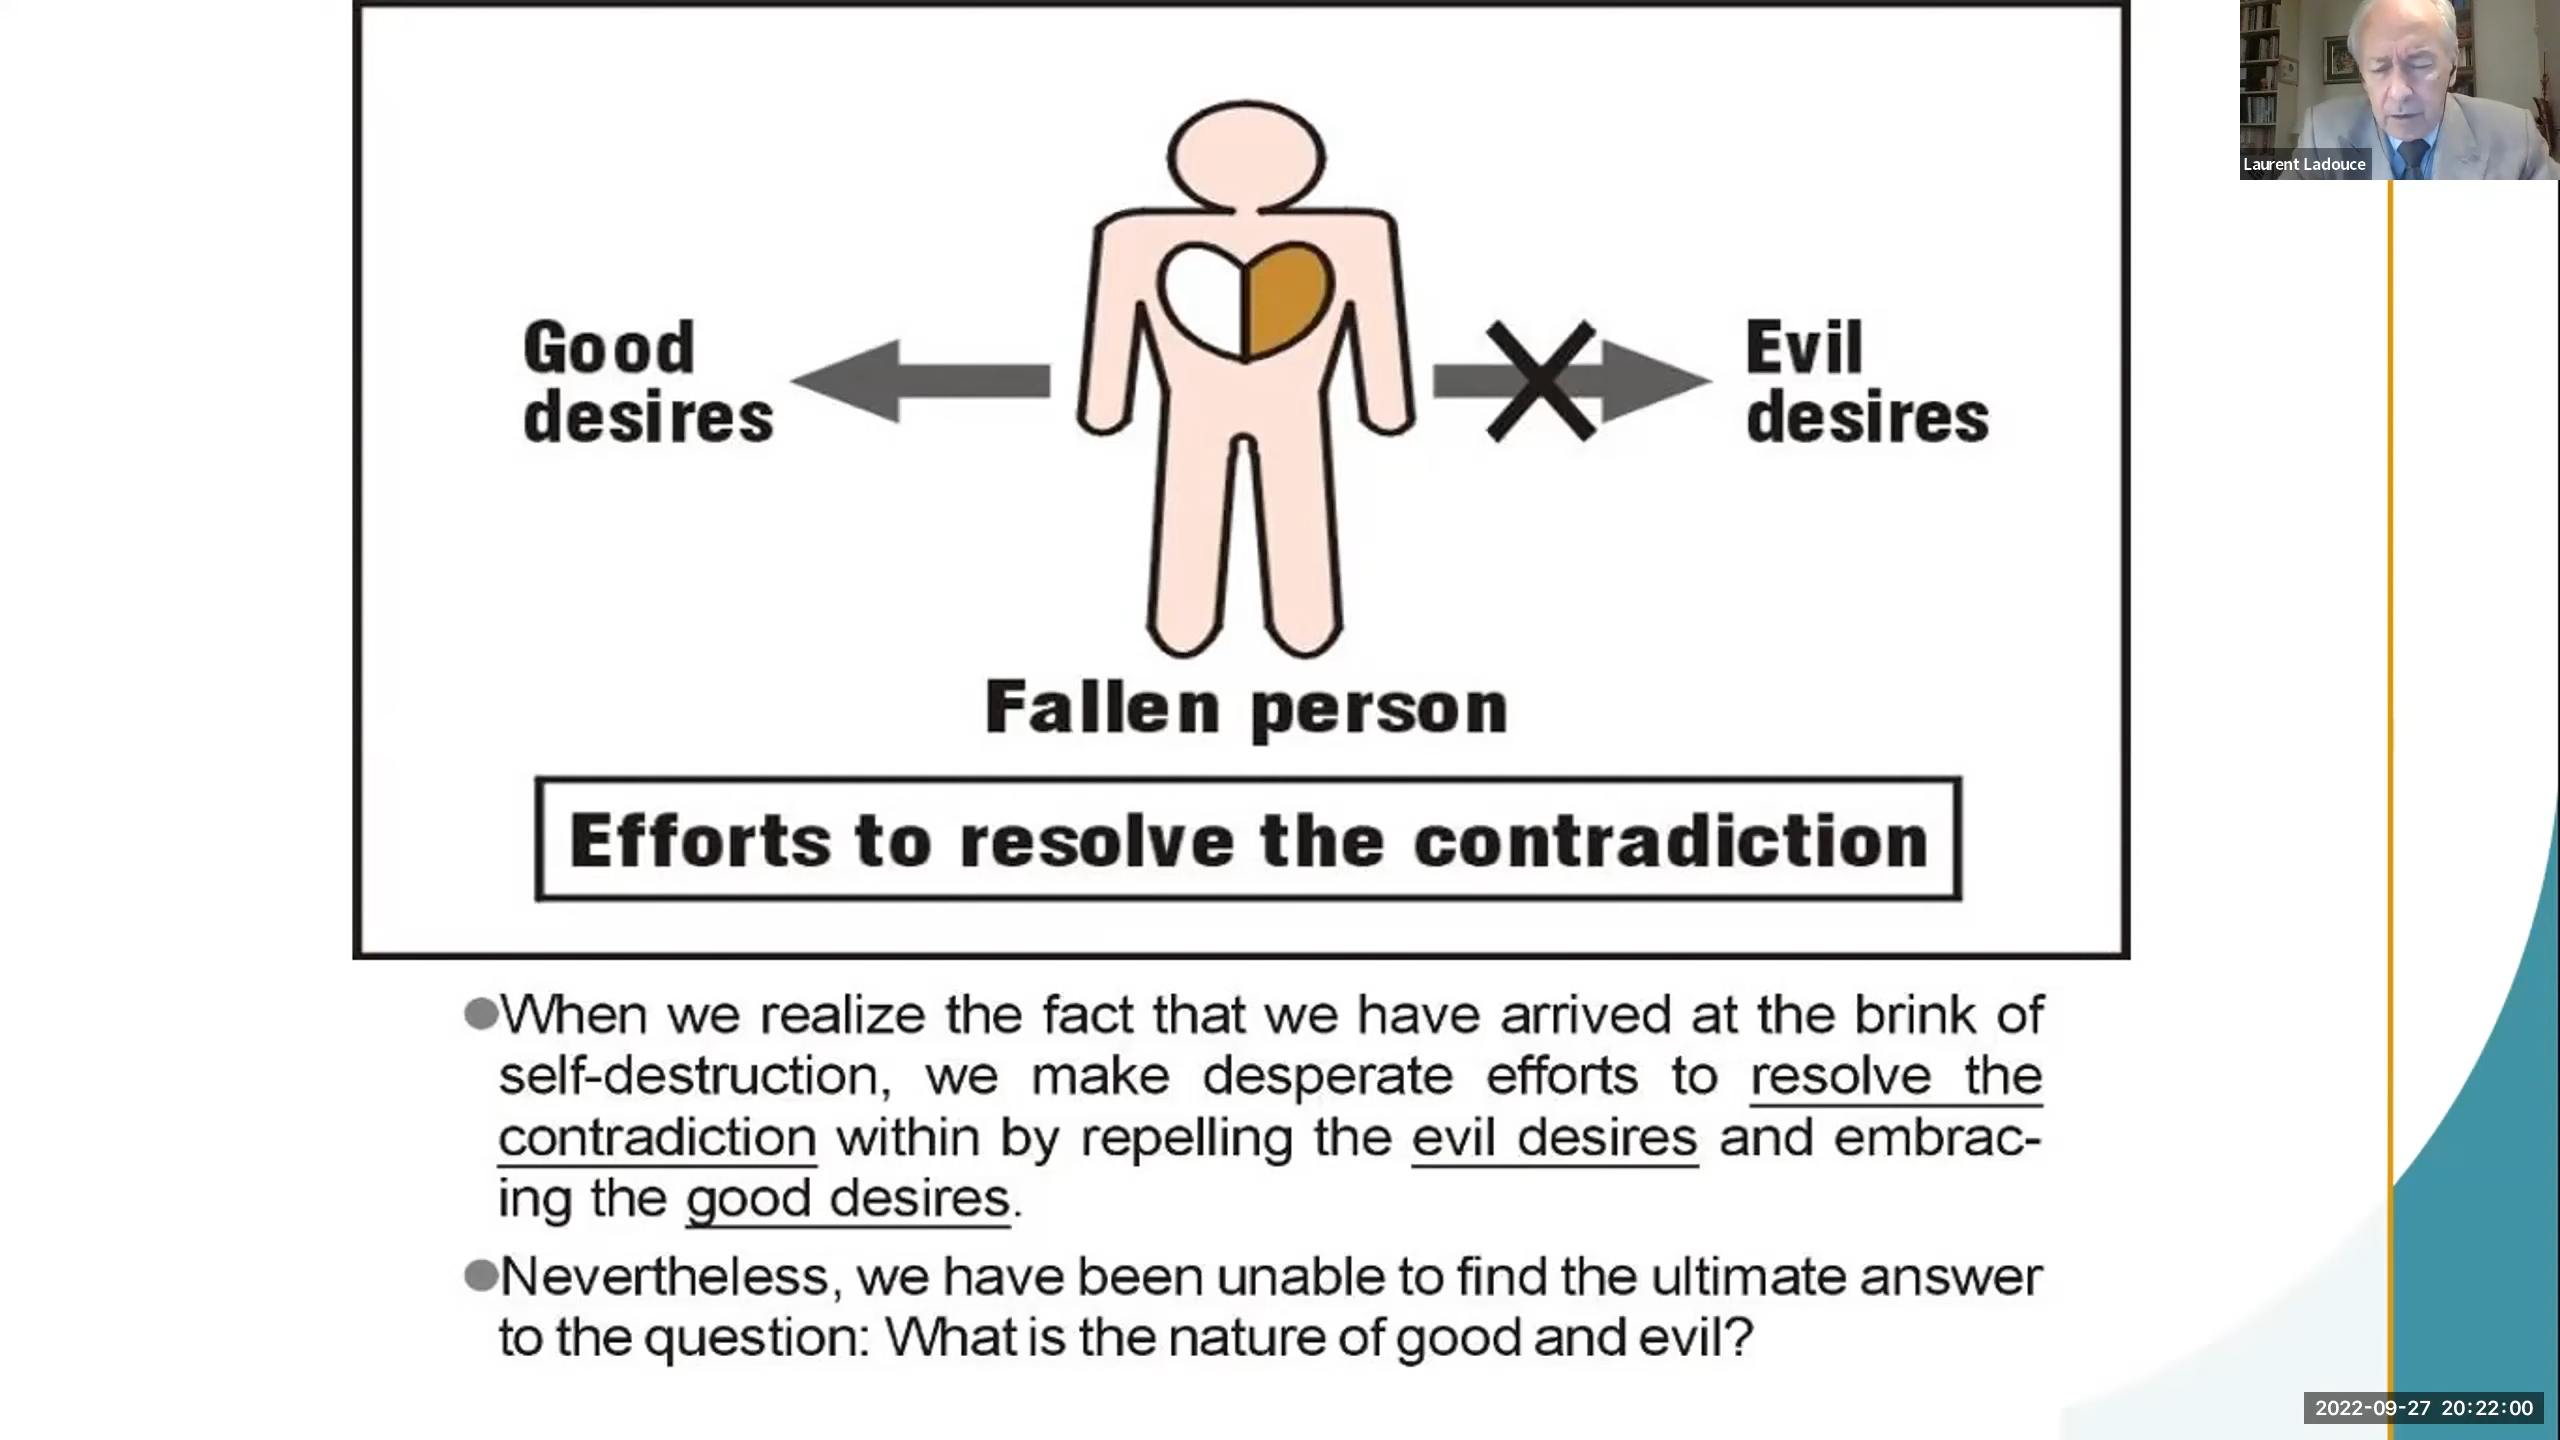 Laurent Ladouce
Good
desires
Evil
desires
Fallen person
Efforts to resolve the contradiction
When we realize the fact that we have arrived at the brink of
self-destruction, we make desperate efforts to resolve the
contradiction within by repelling the evil desires and embrac-
ing the good desires.
Nevertheless, we have been unable to find the ultimate answer
to the question: What is the nature of good and evil?
2022-09-27 20:22:00